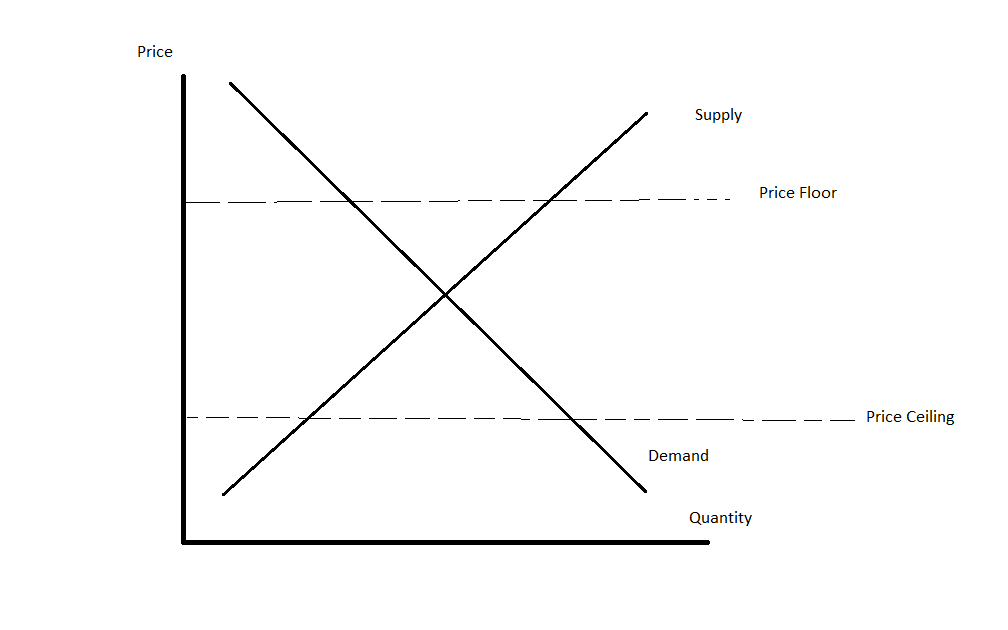 Price
Supply
Price Floor
Price Ceiling
Demand
Quantity